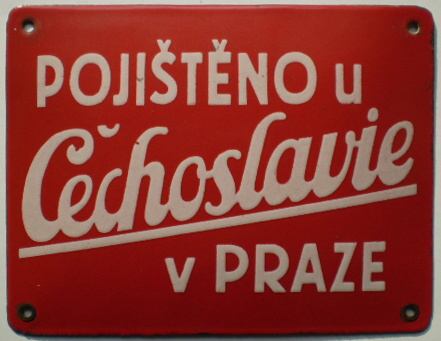 POJIŠTĚNO u
Čechoslavie
v PRAZE